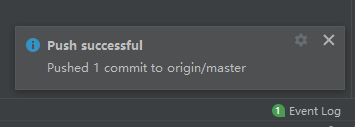 Push successful
Pushed 1 commit to origin/master
1 Event Log